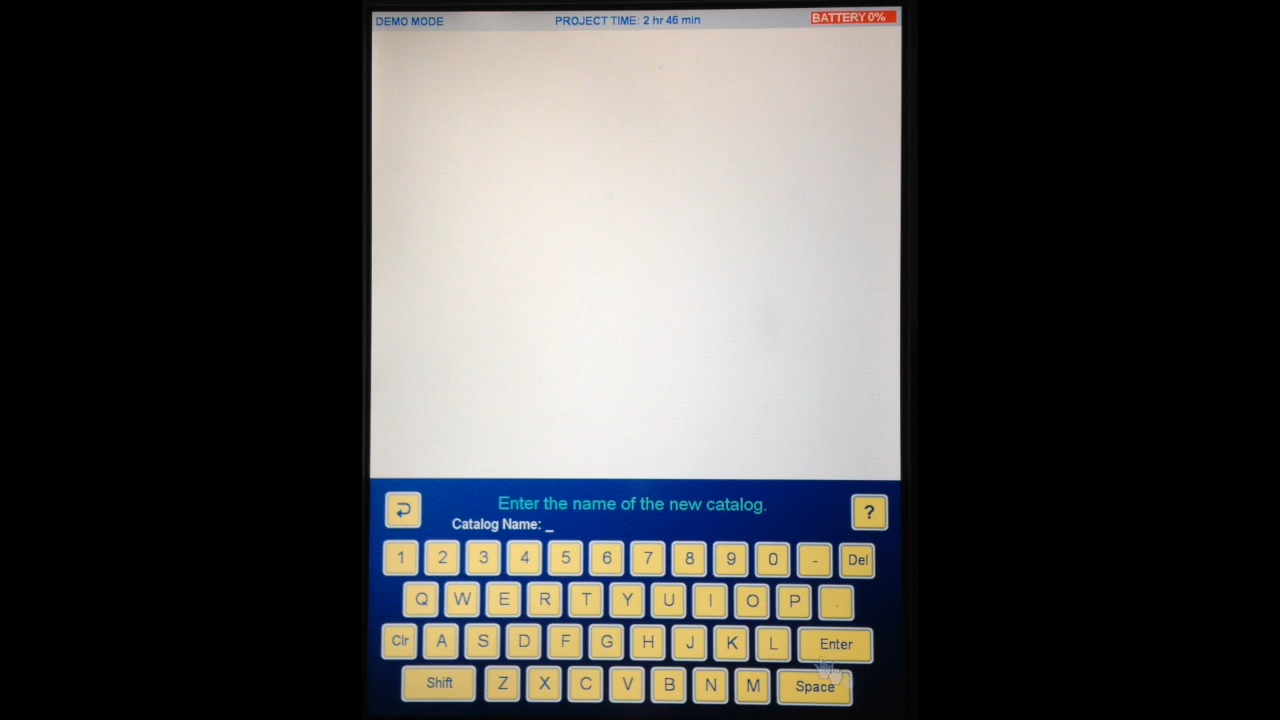 DEMO MODE PROJECT TIME: 2 hr 46 min BATTERY 0%
Enter the name of the new catalog.
?
Catalog Name: _
1 2 3 4 5 6 7 8 9 0 - Del
Q W E R T Y U I O P .
Clr A S D F G H J K L Enter
Shift Z X C V B N M Space